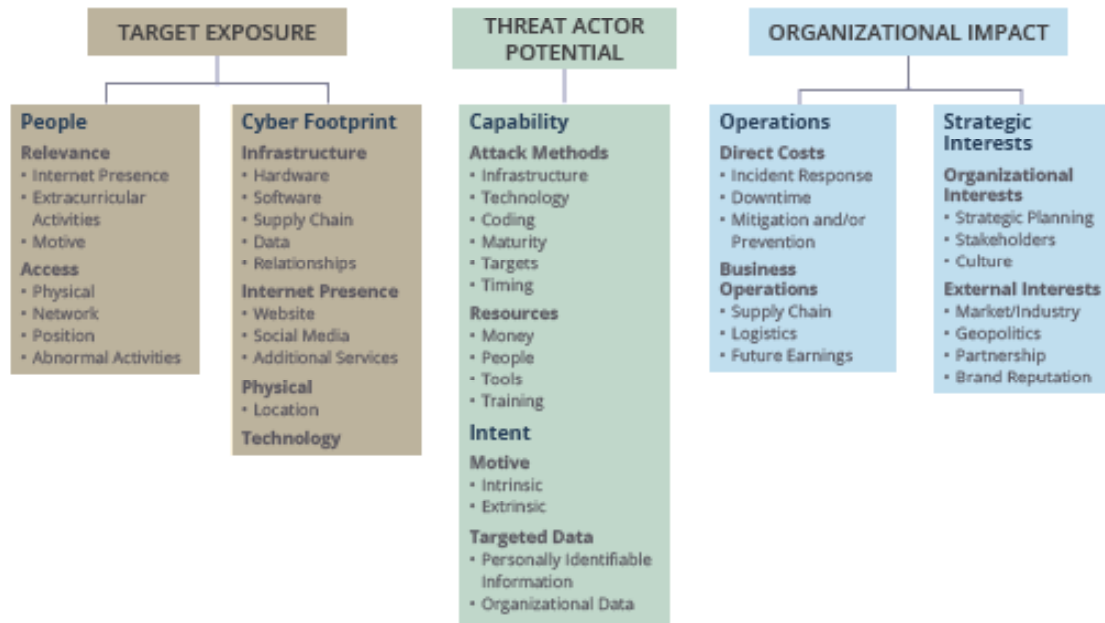 TARGET EXPOSURE
People
Relevance
• Internet Presence
• Extracurricular
Activities
• Motive
Access
• Physical
• Network
• Position
• Abnormal Activities
Cyber Footprint
Infrastructure
• Hardware
• Software
• Supply Chain
• Data
• Relationships
Internet Presence
• Website
• Social Media
• Additional Services
Physical
• Location
Technology
THREAT ACTOR
POTENTIAL
Capability
Attack Methods
• Infrastructure
• Technology
• Coding
• Maturity
• Targets
• Timing
Resources
• Money
• People
• Tools
• Training
Intent
Motive
• Intrinsic
• Extrinsic
Targeted Data
• Personally Identifiable
Information
• Organizational Data
ORGANIZATIONAL IMPACT
Operations
Direct Costs
• Incident Response
• Downtime
• Mitigation and/or
Prevention
Business
Operations
• Supply Chain
• Logistics
• Future Earnings
Strategic
Interests
Organizational
Interests
• Strategic Planning
• Stakeholders
• Culture
External Interests
• Market/Industry
• Geopolitics
• Partnership
• Brand Reputation